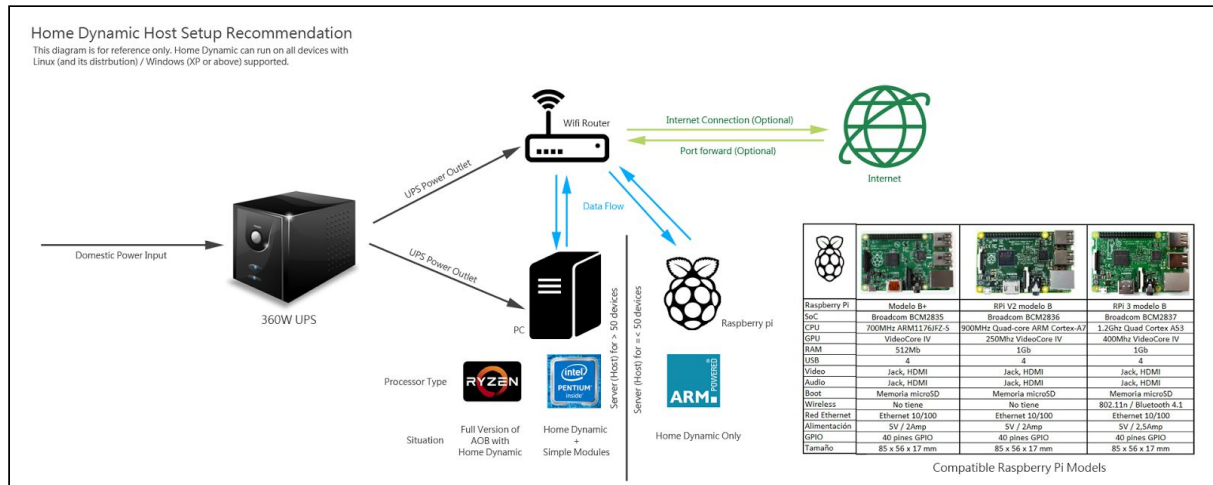 Home Dynamic Host Setup Recommendation
This diagram is for reference only. Home Dynamic can run on all devices with
Linux (and its distrbution) / Windows (XP or above) supported.
Wifi Router
Internet Connection (Optional)
Port forward (Optional)
Internet
UPS Power Outlet
Data Flow
Domestic Power Input
UPS Power Outlet
360W UPS
PC
Server (Host) for > 50 devices
Server (Host) for = < 50 devices
Raspberry pi
Processor Type
RYZEN
intel
PENTIUM
inside
ARM
POWERED
Situation
Full Version of
AOB with
Home Dynamic
Home Dynamic
+
Simple Modules
Home Dynamic Only
Raspberry Pi Modelo B+ RPi V2 modelo B RPi 3 modelo B
SoC Broadcom BCM2835 Broadcom BCM2836 Broadcom BCM2837
CPU 700MHz ARM1176JFZ-S 900MHz Quad-core ARM Cortex-A7 1.2Ghz Quad Cortex A53
GPU VideoCore IV 250Mhz VideoCore IV 400Mhz VideoCore IV
RAM 512Mb 1Gb 1Gb
USB 4 4 4
Video Jack, HDMI Jack, HDMI Jack, HDMI
Audio Jack, HDMI Jack, HDMI Jack, HDMI
Boot Memoria microSD Memoria microSD Memoria microSD
Wireless No tiene No tiene 802.11n / Bluetooth 4.1
Red Ethernet Ethernet 10/100 Ethernet 10/100 Ethernet 10/100
Alimentación 5V / 2Amp 5V / 2Amp 5V / 2,5Amp
GPIO 40 pines GPIO 40 pines GPIO 40 pines GPIO
Tamaño 85 x 56 x 17 mm 85 x 56 x 17 mm 85 x 56 x 17 mm
Compatible Raspberry Pi Models